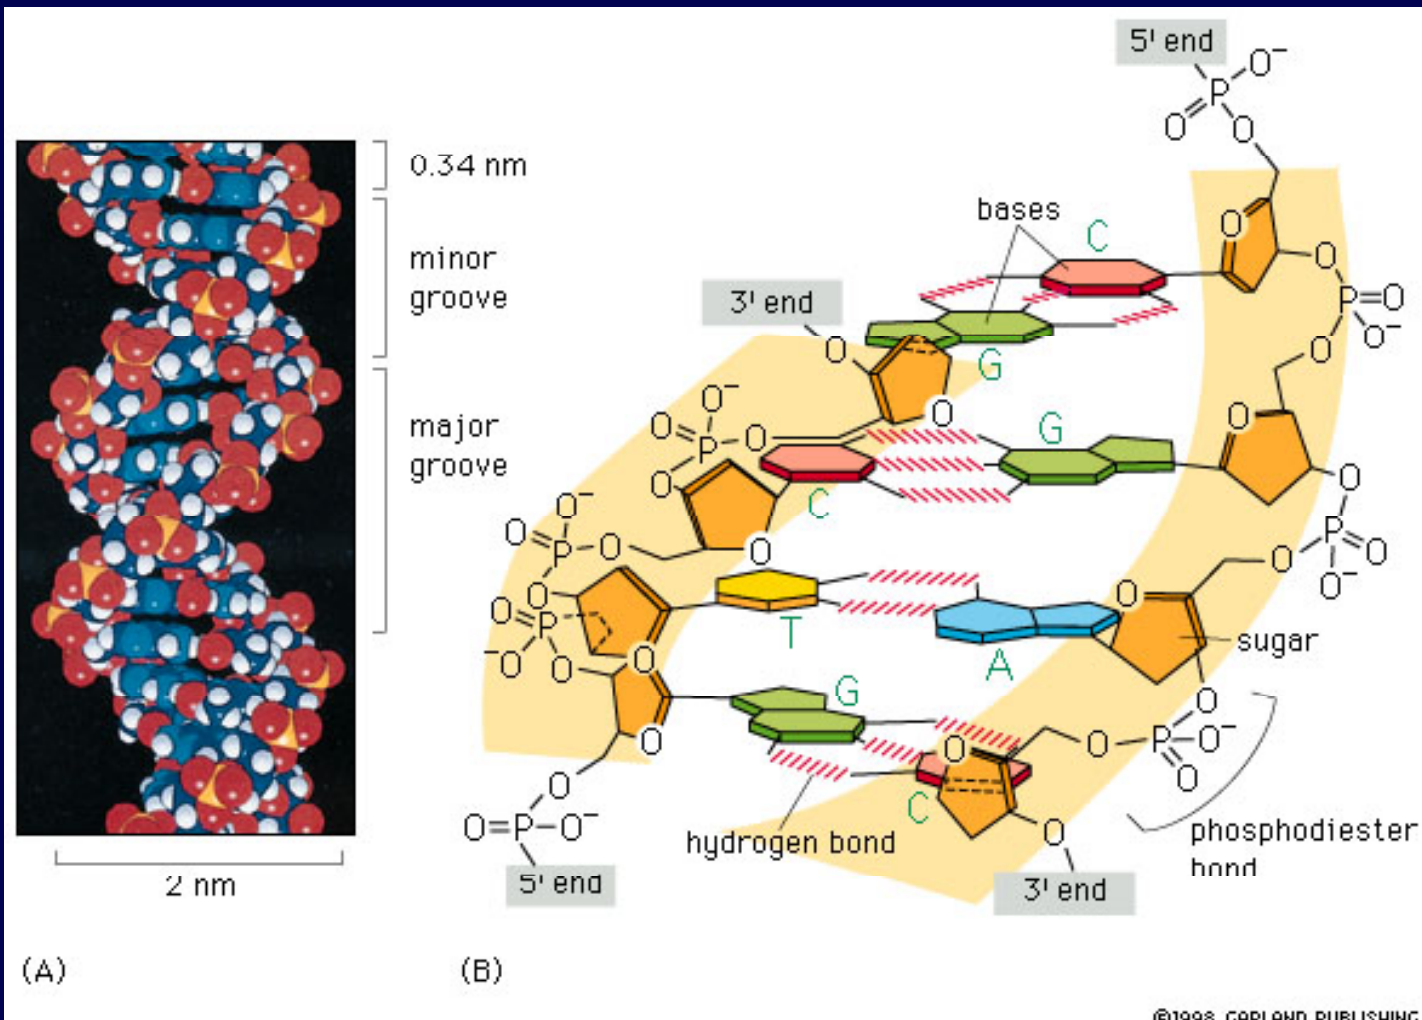 5' end
O⁻
P
O
O
0.34 nm
bases
C
O
O
minor
groove
3' end
P
O
O⁻
O
O
G
O⁻
O
major
groove
O
P
O
G
O
O
C
O
O⁻
O
P
O
P
O
O
O⁻
O
O
O
P
T
A
sugar
⁻O
O
O
G
O
O
O
O
P
O⁻
O
O
C
O
O
P
O⁻
hydrogen bond
phosphodiester
bond
5' end
3' end
2 nm
(A)
(B)
©1998 GARLAND PUBLISHING